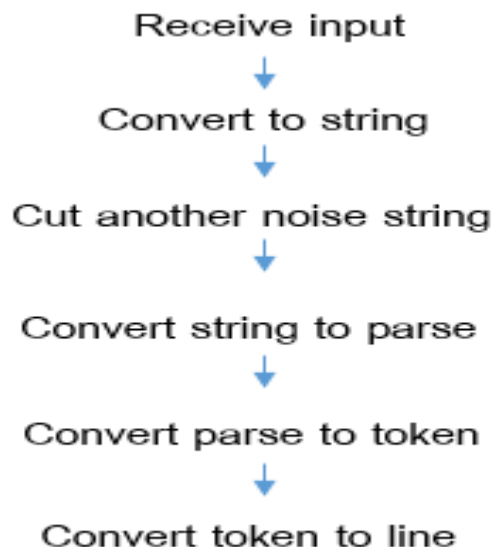 Receive input
Convert to string
Cut another noise string
Convert string to parse
Convert parse to token
Convert token to line